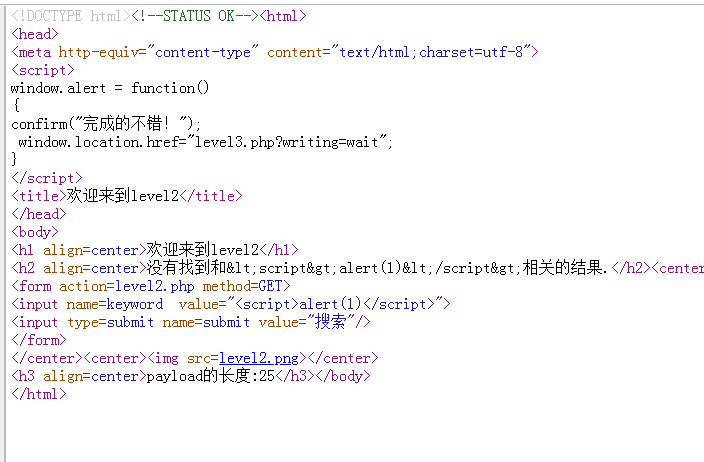 <!DOCTYPE html><!--STATUS OK--><html>
<head>
<meta http-equiv="content-type" content="text/html;charset=utf-8">
<script>
window.alert = function()
{
confirm("完成的不错！");
 window.location.href="level3.php?writing=wait";
}
</script>
<title>欢迎来到level2</title>
</head>
<body>
<h1 align=center>欢迎来到level2</h1>
<h2 align=center>没有找到和&lt;script&gt;alert(1)&lt;/script&gt;相关的结果.</h2><center
<form action=level2.php method=GET>
<input name=keyword  value="<script>alert(1)</script>">
<input type=submit name=submit value="搜索"/>
</form>
</center><center><img src=level2.png></center>
<h3 align=center>payload的长度:25</h3></body>
</html>